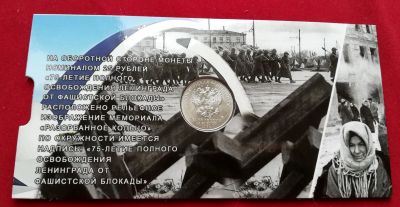 НА ОБОРОТНОЙ СТОРОНЕ МОНЕТЫ
НОМИНАЛОМ 25 РУБЛЕЙ
«75-ЛЕТИЕ ПОЛНОГО
ОСВОБОЖДЕНИЯ ЛЕНИНГРАДА
ОТ ФАШИСТСКОЙ БЛОКАДЫ»
РАСПОЛОЖЕНО РЕЛЬЕФНОЕ
ИЗОБРАЖЕНИЕ МЕМОРИАЛА
«РАЗОРВАННОЕ КОЛЬЦО»
ПО ОКРУЖНОСТИ ИМЕЕТСЯ
НАДПИСЬ «75-ЛЕТИЕ ПОЛНОГО
ОСВОБОЖДЕНИЯ
ЛЕНИНГРАДА ОТ
ФАШИСТСКОЙ БЛОКАДЫ»